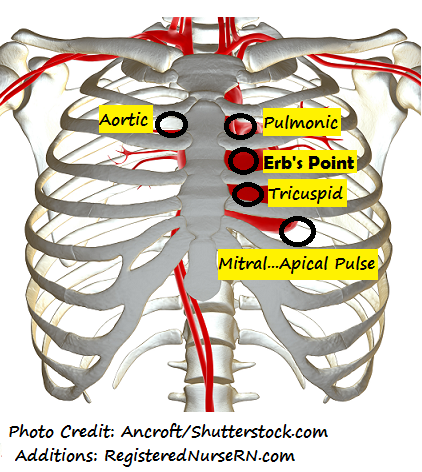 Aortic
Pulmonic
Erb's Point
Tricuspid
Mitral...Apical Pulse
Photo Credit: Ancroft/Shutterstock.com
Additions: RegisteredNurseRN.com